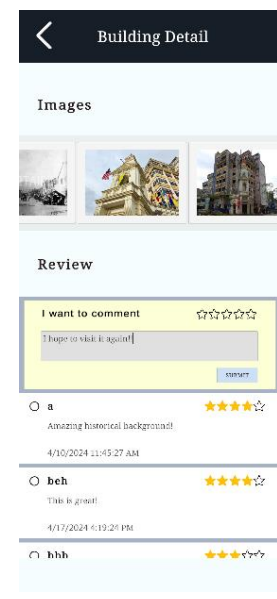 Building Detail
Images
Review
I want to comment
I hope to visit it again!
SUBMIT
a
Amazing historical background!
4/10/2024 11:45:27 AM
beh
This is great!
4/17/2024 4:19:24 PM
bbb